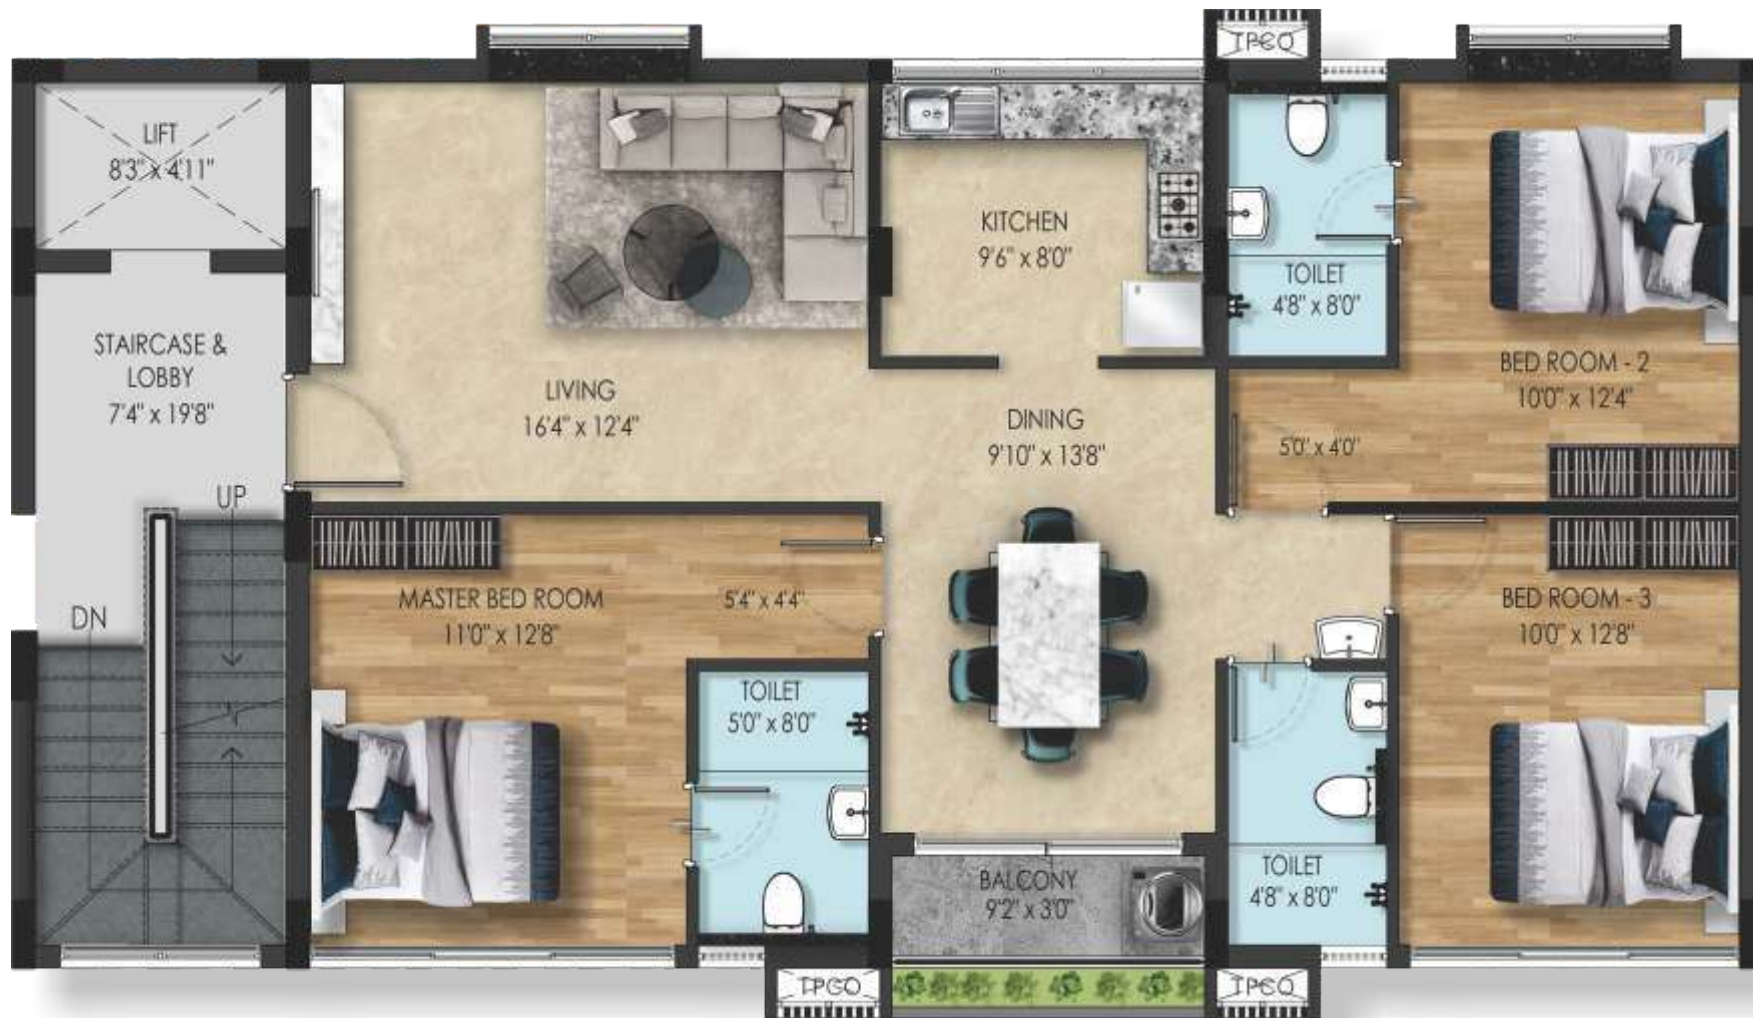 TPCO
LIFT
8'3" x 4'11"
KITCHEN
9'6" x 8'0"
TOILET
4'8" x 8'0"
STAIRCASE &
LOBBY
7'4" x 19'8"
LIVING
16'4" x 12'4"
DINING
9'10" x 13'8"
BED ROOM - 2
10'0" x 12'4"
5'0" x 4'0"
UP
DN
MASTER BED ROOM
11'0" x 12'8"
5'4" x 4'4"
BED ROOM - 3
10'0" x 12'8"
TOILET
5'0" x 8'0"
BALCONY
9'2" x 3'0"
TOILET
4'8" x 8'0"
TPCO
TPCO